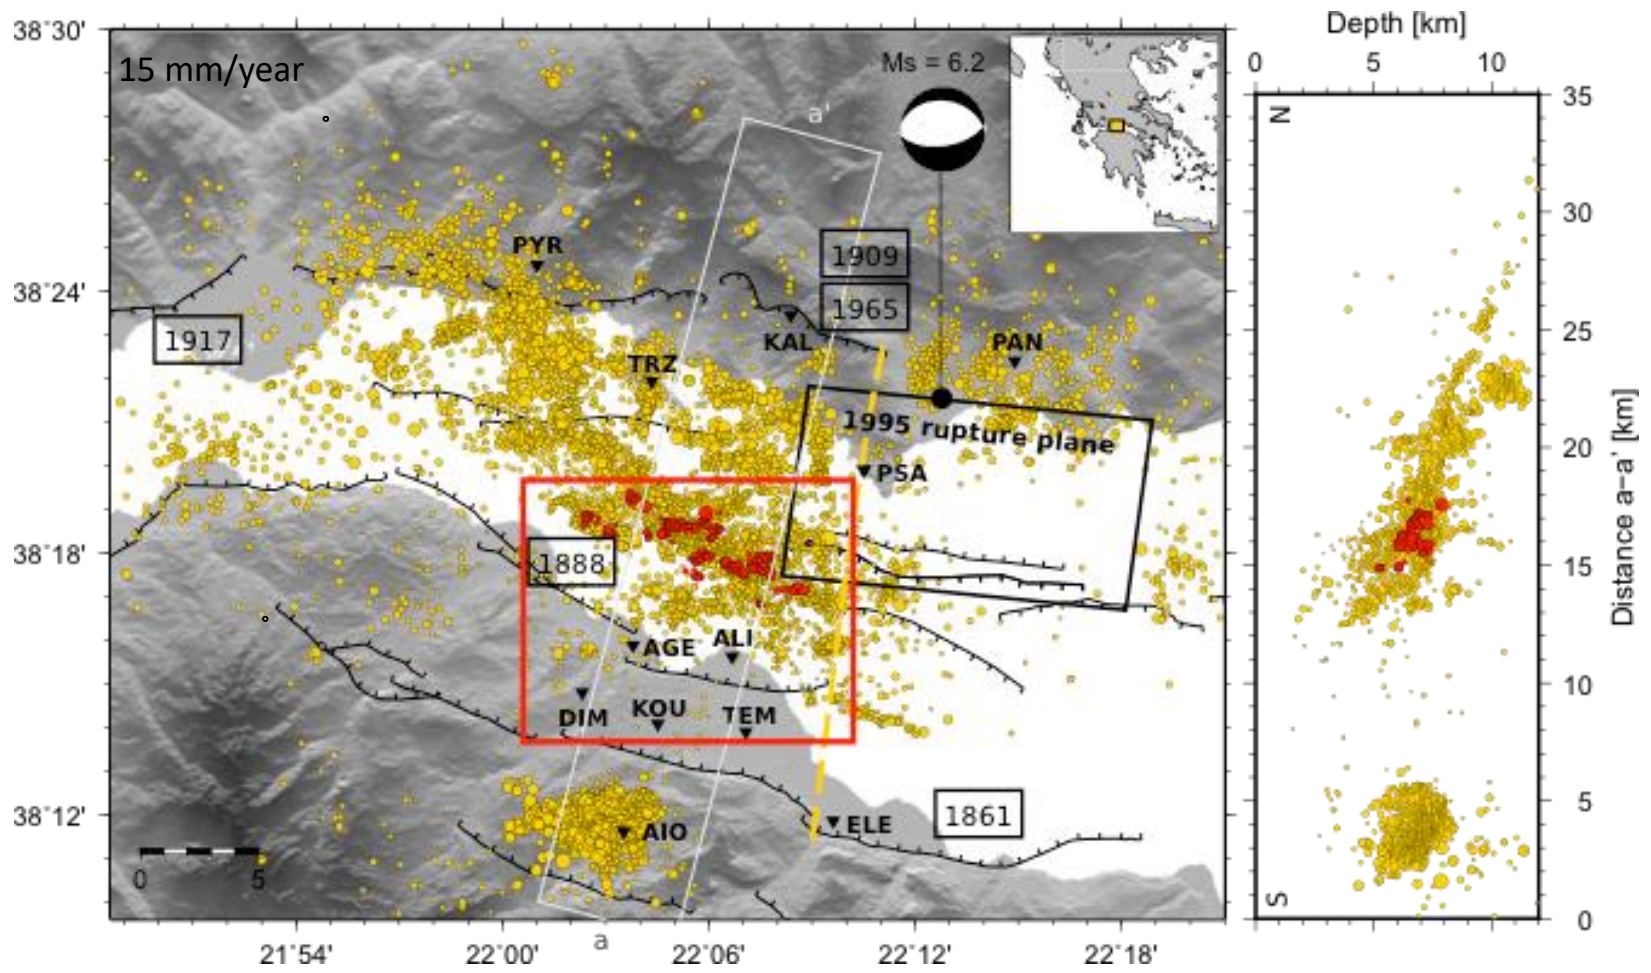 38°30'
15 mm/year
Ms = 6.2
a'
PYR
1909
38°24'
1965
1917
KAL
PAN
TRZ
1995 rupture plane
PSA
38°18'
1888
AGE
ALI
DIM
KOU
TEM
38°12'
1861
AIO
ELE
0
5
a
21°54'
22°00'
22°06'
22°12'
22°18'
Depth [km]
0
5
10
N
35
30
25
20
15
10
5
0
Distance a–a' [km]
S